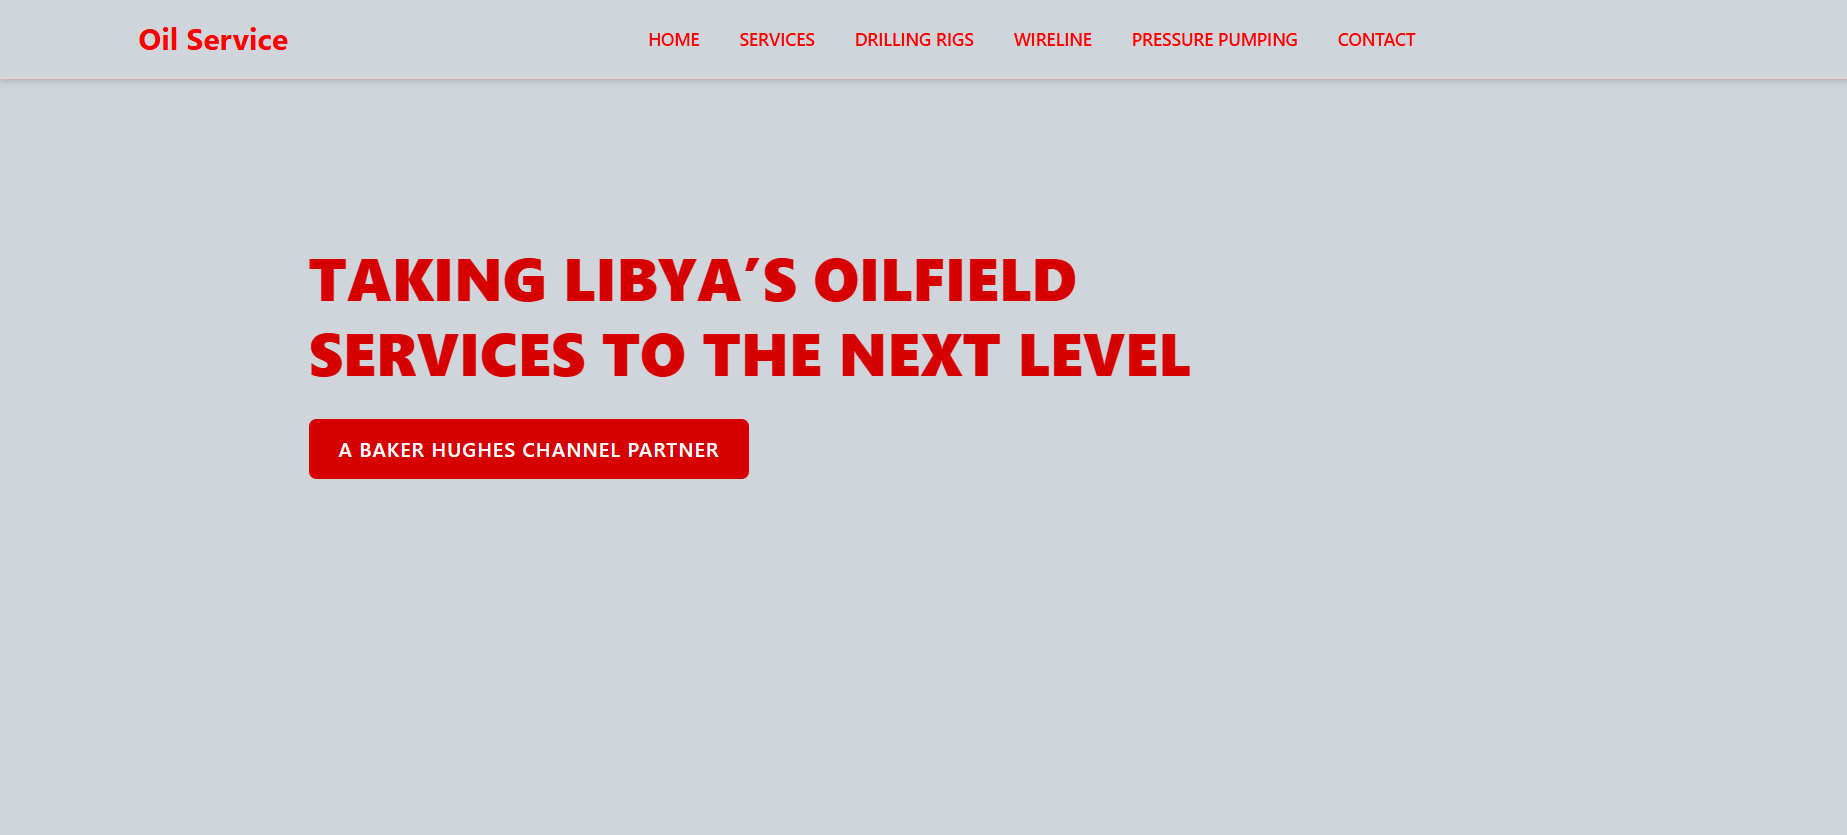 Oil Service
HOME SERVICES DRILLING RIGS WIRELINE PRESSURE PUMPING CONTACT
TAKING LIBYA’S OILFIELD
SERVICES TO THE NEXT LEVEL
A BAKER HUGHES CHANNEL PARTNER